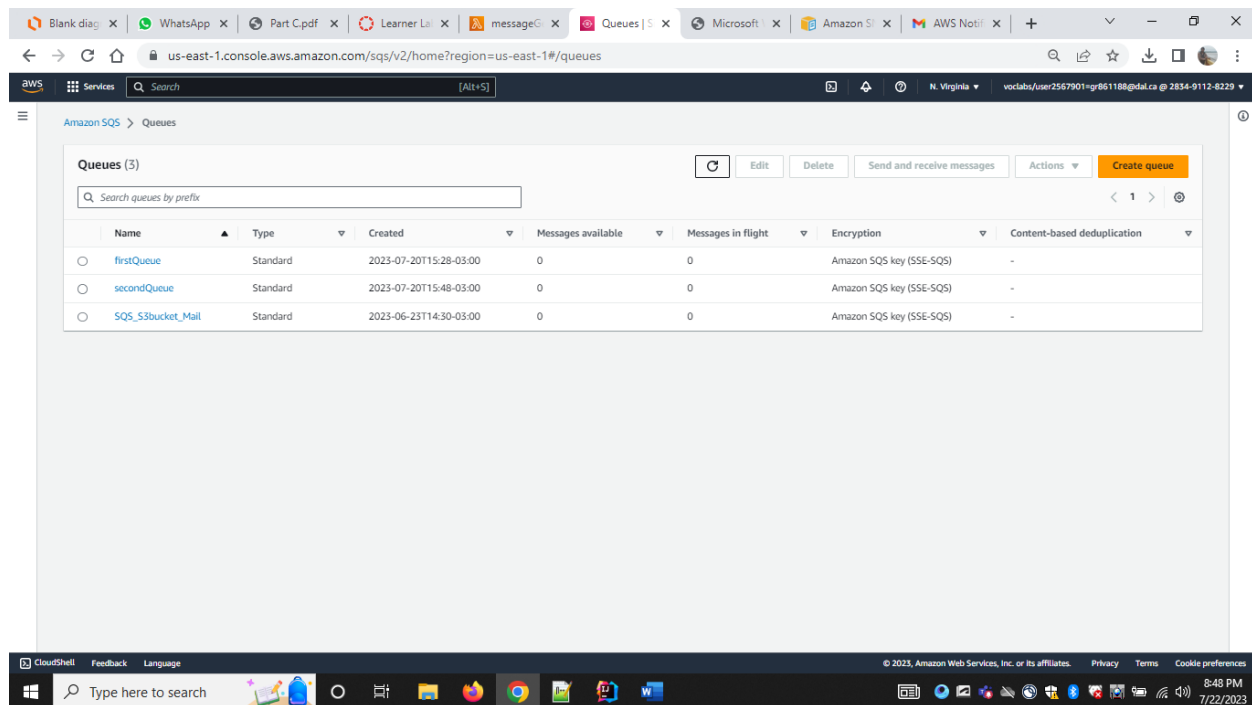 Blank diag WhatsApp Part C.pdf Learner La messageG Queues | S Microsoft Amazon S AWS Notifi
us-east-1.console.aws.amazon.com/sqs/v2/home?region=us-east-1#/queues
aws Services Search [Alt+S] N. Virginia voclabs/user2567901=gr861188@dal.ca @ 2834-9112-8229
Amazon SQS > Queues
Queues (3) Edit Delete Send and receive messages Actions Create queue
Search queues by prefix 1
Name Type Created Messages available Messages in flight Encryption Content-based deduplication
firstQueue Standard 2023-07-20T15:28-03:00 0 0 Amazon SQS key (SSE-SQS) -
secondQueue Standard 2023-07-20T15:48-03:00 0 0 Amazon SQS key (SSE-SQS) -
SQS_S3bucket_Mail Standard 2023-06-23T14:30-03:00 0 0 Amazon SQS key (SSE-SQS) -
CloudShell Feedback Language © 2023, Amazon Web Services, Inc. or its affiliates. Privacy Terms Cookie preferences
Type here to search 8:48 PM
7/22/2023